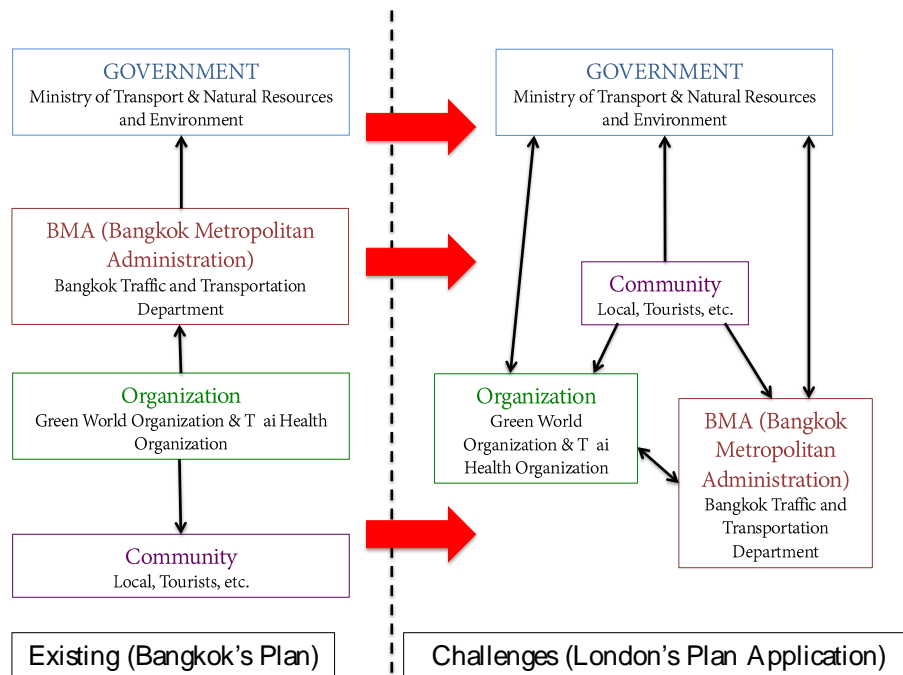 GOVERNMENT
Ministry of Transport & Natural Resources
and Environment
BMA (Bangkok Metropolitan
Administration)
Bangkok Traffic and Transportation
Department
Organization
Green World Organization & T ai Health
Organization
Community
Local, Tourists, etc.
Existing (Bangkok's Plan)
GOVERNMENT
Ministry of Transport & Natural Resources
and Environment
Community
Local, Tourists, etc.
Organization
Green World
Organization & T ai
Health Organization
BMA (Bangkok
Metropolitan
Administration)
Bangkok Traffic and
Transportation
Department
Challenges (London's Plan Application)